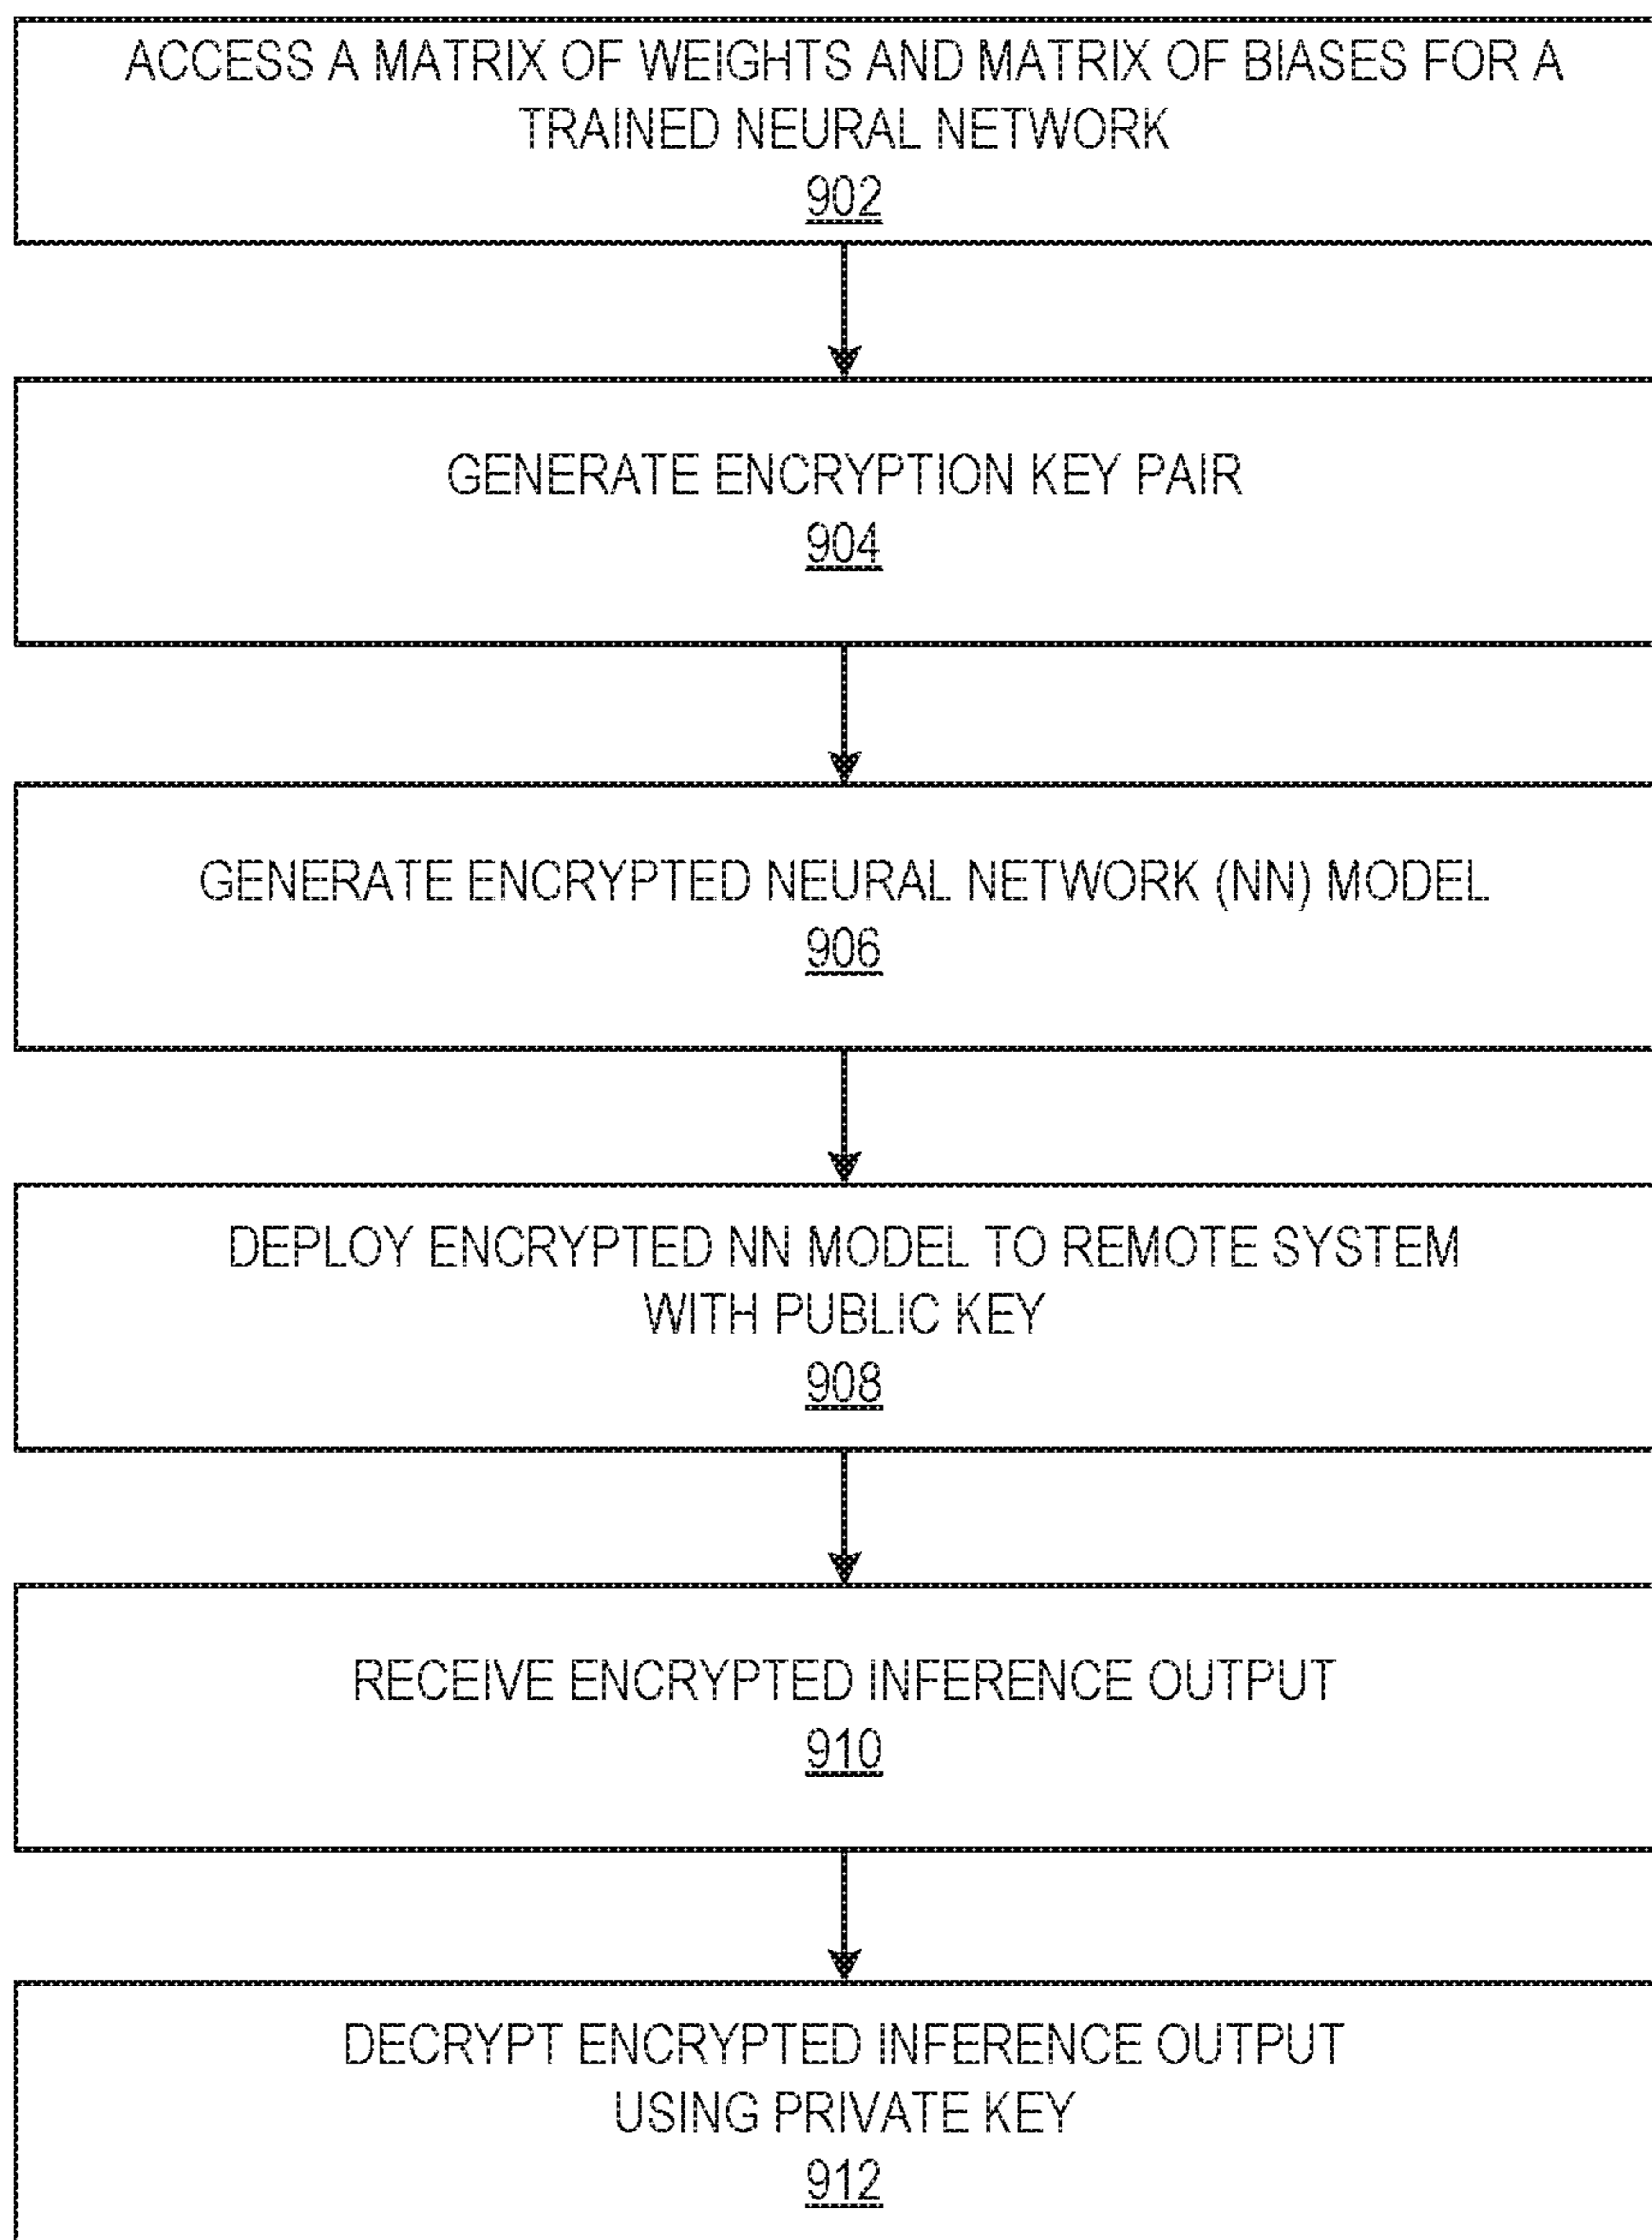 ACCESS A MATRIX OF WEIGHTS AND MATRIX OF BIASES FOR A
TRAINED NEURAL NETWORK
902
GENERATE ENCRYPTION KEY PAIR
904
GENERATE ENCRYPTED NEURAL NETWORK (NN) MODEL
906
DEPLOY ENCRYPTED NN MODEL TO REMOTE SYSTEM
WITH PUBLIC KEY
908
RECEIVE ENCRYPTED INFERENCE OUTPUT
910
DECRYPT ENCRYPTED INFERENCE OUTPUT
USING PRIVATE KEY
912